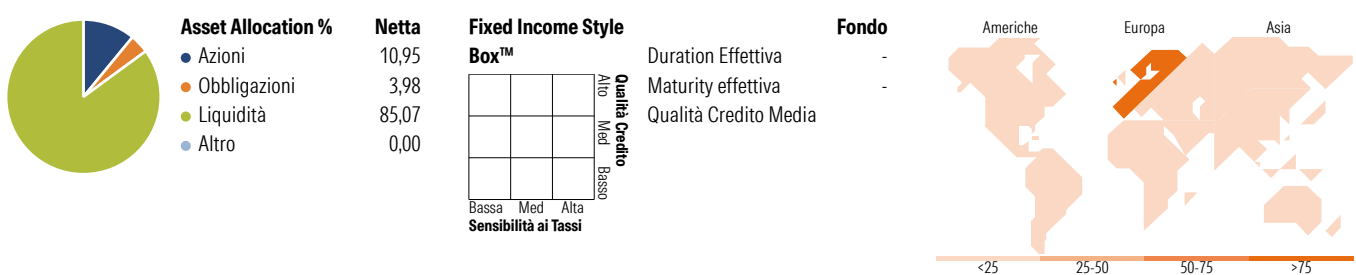 Asset Allocation % Netta
Azioni 10,95
Obbligazioni 3,98
Liquidità 85,07
Altro 0,00
Fixed Income Style
Box™
Alto Med Basso
Qualità Credito
Bassa Med Alta
Sensibilità ai Tassi
Fondo
Duration Effettiva -
Maturity effettiva -
Qualità Credito Media
Americhe Europa Asia
<25 25-50 50-75 >75